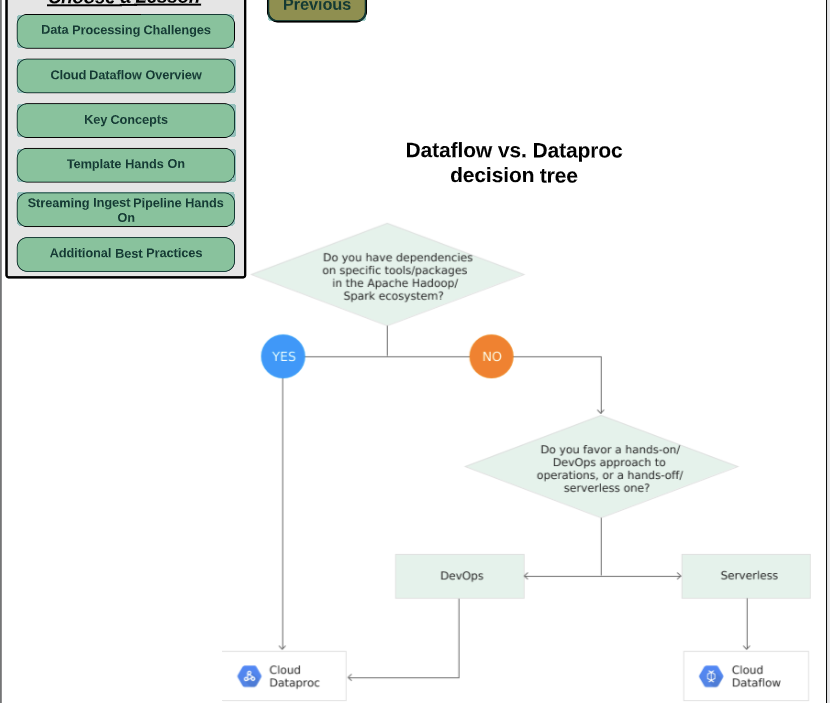 Choose a Lesson
Previous
Data Processing Challenges
Cloud Dataflow Overview
Key Concepts
Template Hands On
Streaming Ingest Pipeline Hands
On
Additional Best Practices
Dataflow vs. Dataproc
decision tree
Do you have dependencies
on specific tools/packages
in the Apache Hadoop/
Spark ecosystem?
YES
NO
Do you favor a hands-on/
DevOps approach to
operations, or a hands-off/
serverless one?
DevOps
Serverless
Cloud
Dataproc
Cloud
Dataflow